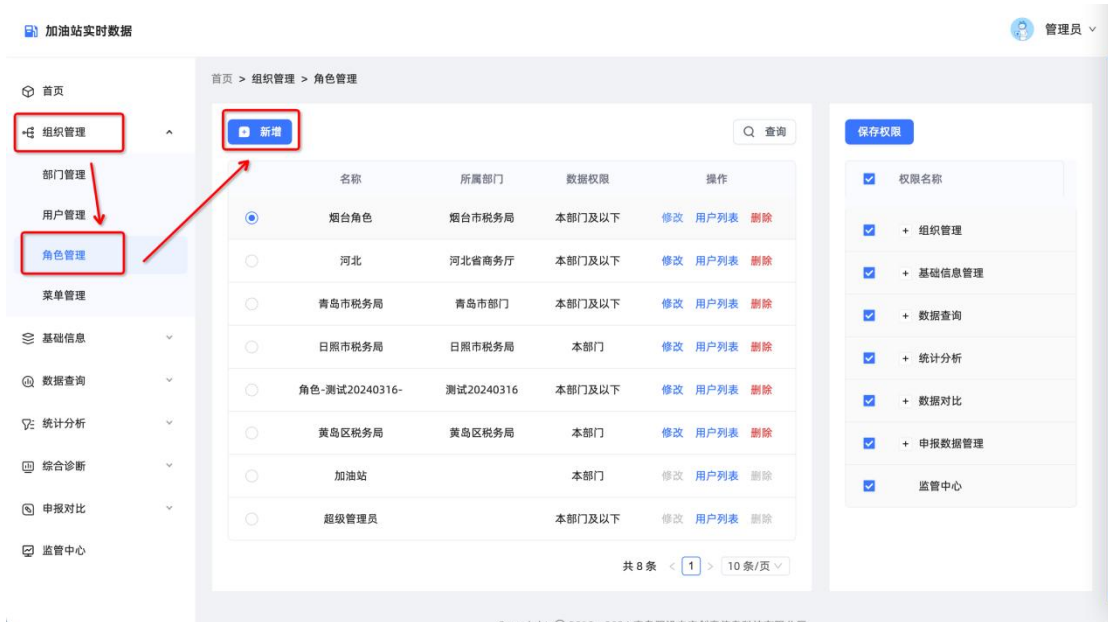 加油站实时数据
管理员
首页
组织管理
部门管理
用户管理
角色管理
菜单管理
基础信息
数据查询
统计分析
综合诊断
申报对比
监管中心
首页 > 组织管理 > 角色管理
新增
查询
名称 所属部门 数据权限 操作
烟台角色 烟台市税务局 本部门及以下 修改 用户列表 删除
河北 河北省商务厅 本部门及以下 修改 用户列表 删除
青岛市税务局 青岛市部门 本部门及以下 修改 用户列表 删除
日照市税务局 日照市税务局 本部门 修改 用户列表 删除
角色-测试20240316- 测试20240316 本部门及以下 修改 用户列表 删除
黄岛区税务局 黄岛区税务局 本部门 修改 用户列表 删除
加油站 本部门 修改 用户列表 删除
超级管理员 本部门及以下 修改 用户列表 删除
共 8 条 < 1 > 10 条/页
保存权限
权限名称
+ 组织管理
+ 基础信息管理
+ 数据查询
+ 统计分析
+ 数据对比
+ 申报数据管理
监管中心